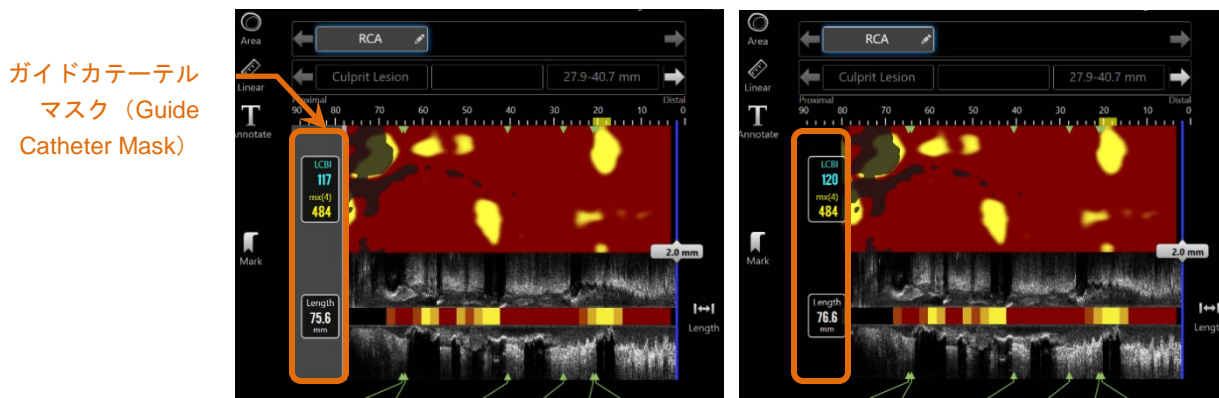 ガイドカテーテル
マスク（Guide
Catheter Mask）
Area
RCA
Linear
Culprit Lesion
27.9-40.7 mm
Proximal
Distal
90 80 70 60 50 40 30 20 10 0
Annotate
LCBI
117
mx(4)
484
Mark
2.0 mm
Length
75.6
mm
Length
Area
RCA
Linear
Culprit Lesion
27.9-40.7 mm
Proximal
Distal
90 80 70 60 50 40 30 20 10 0
Annotate
LCBI
120
mx(4)
484
Mark
2.0 mm
Length
76.6
mm
Length